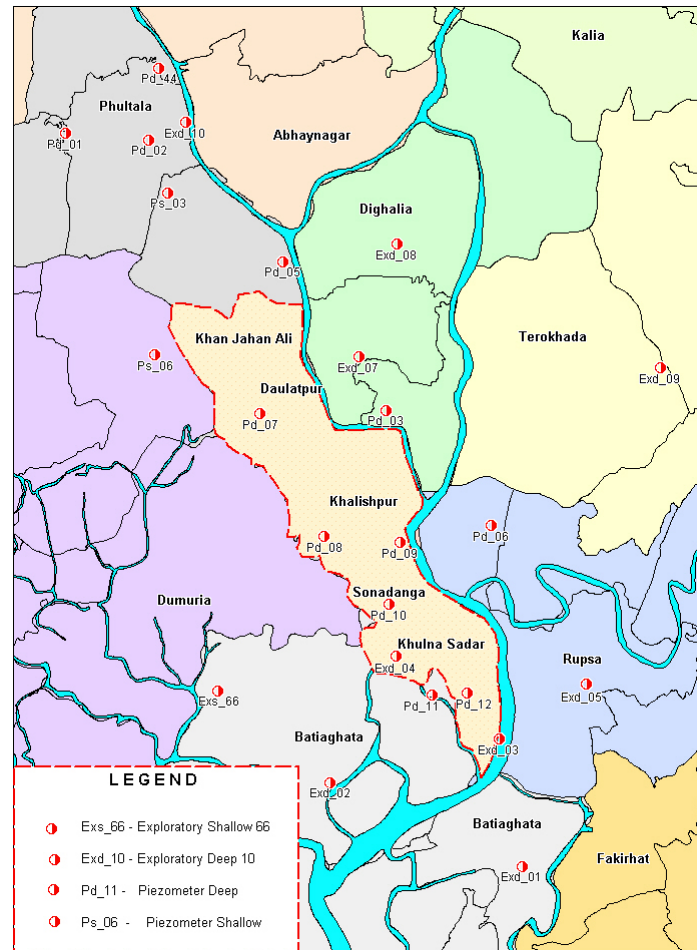 Kalia
Pd_44
Phultala
Exd_10
Abhaynagar
Pd_01
Pd_02
Ps_03
Dighalia
Exd_08
Pd_05
Khan Jahan Ali
Terokhada
Ps_06
Exd_07
Exd_09
Daulatpur
Pd_07
Pd_03
Khalishpur
Pd_06
Pd_08
Pd_09
Sonadanga
Dumuria
Pd_10
Khulna Sadar
Exd_04
Rupsa
Exs_66
Exd_05
Pd_11
Pd_12
Batiaghata
Exd_03
Exd_02
Batiaghata
Fakirhat
Exd_01
LEGEND
Exs_66 - Exploratory Shallow 66
Exd_10 - Exploratory Deep 10
Pd_11 - Piezometer Deep
Ps_06 - Piezometer Shallow